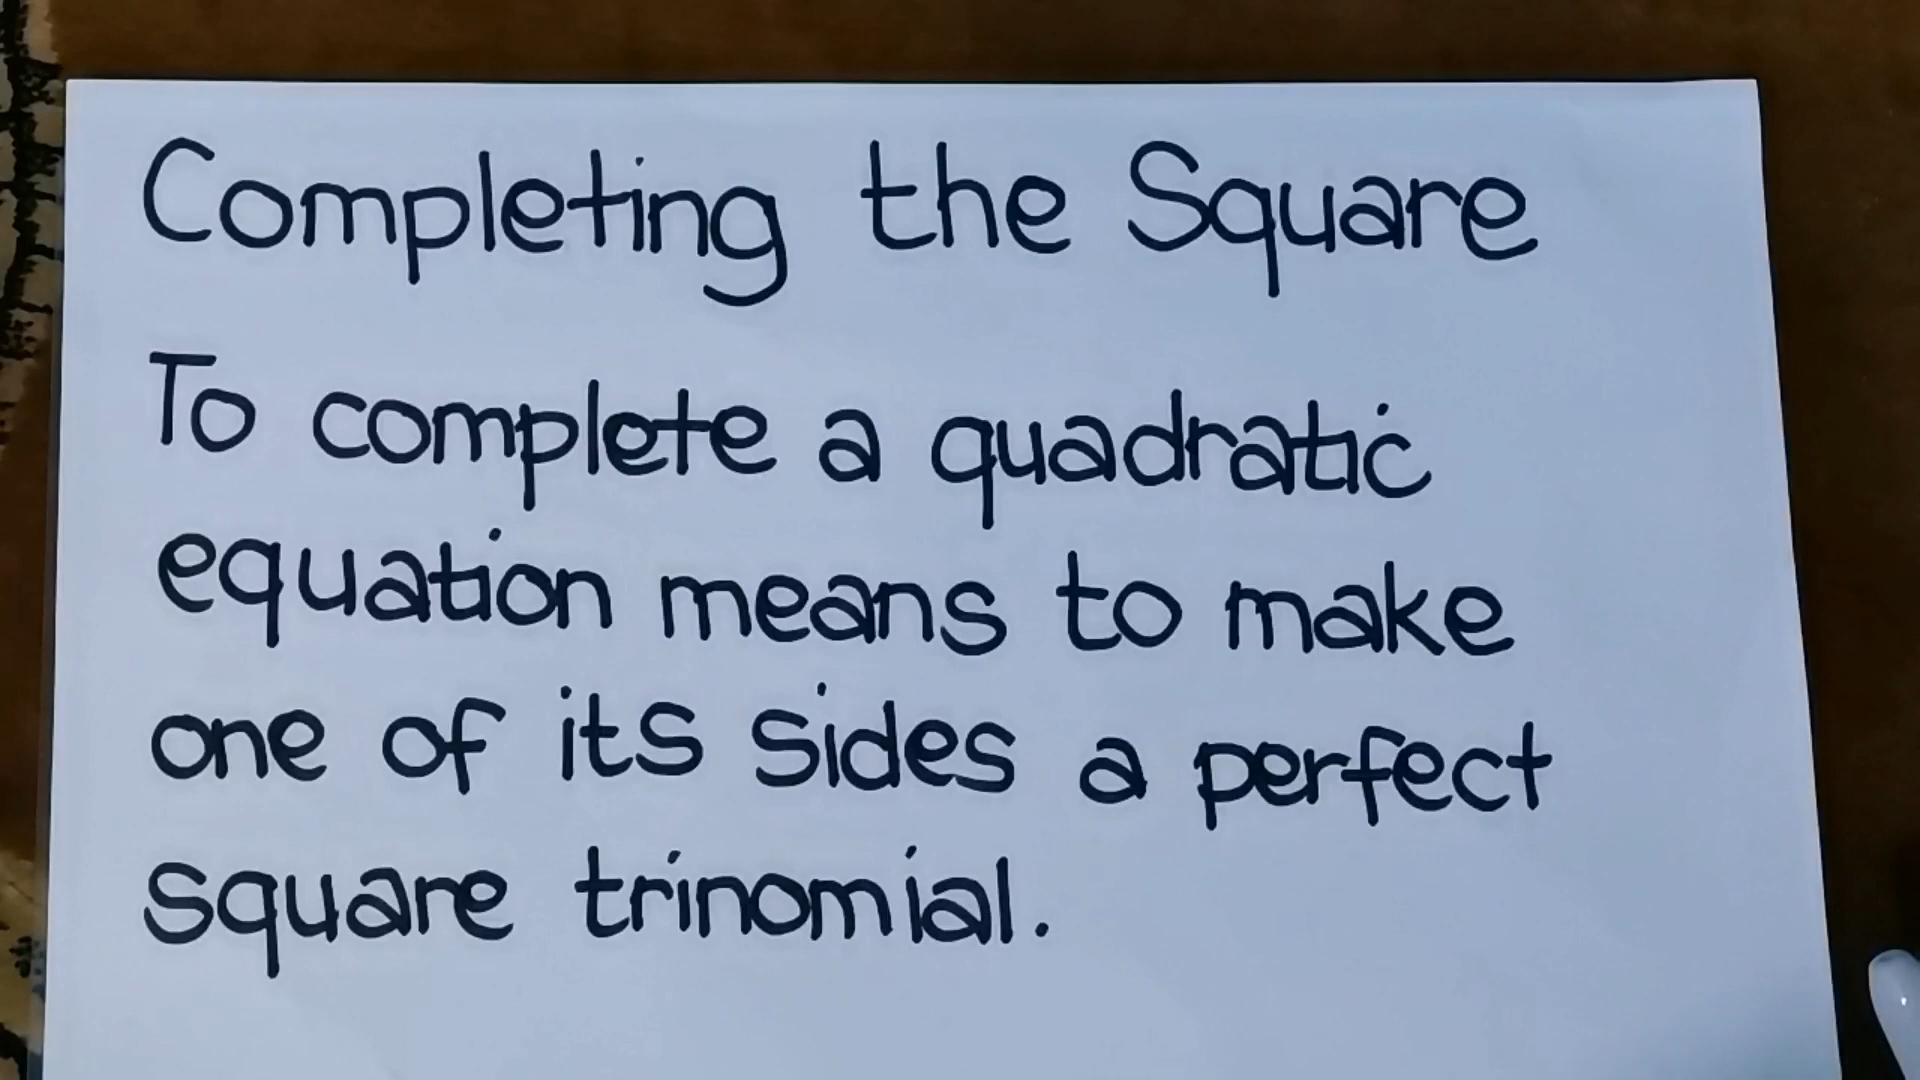 Completing the Square
To complete a quadratic
equation means to make
one of its sides a perfect
square trinomial.